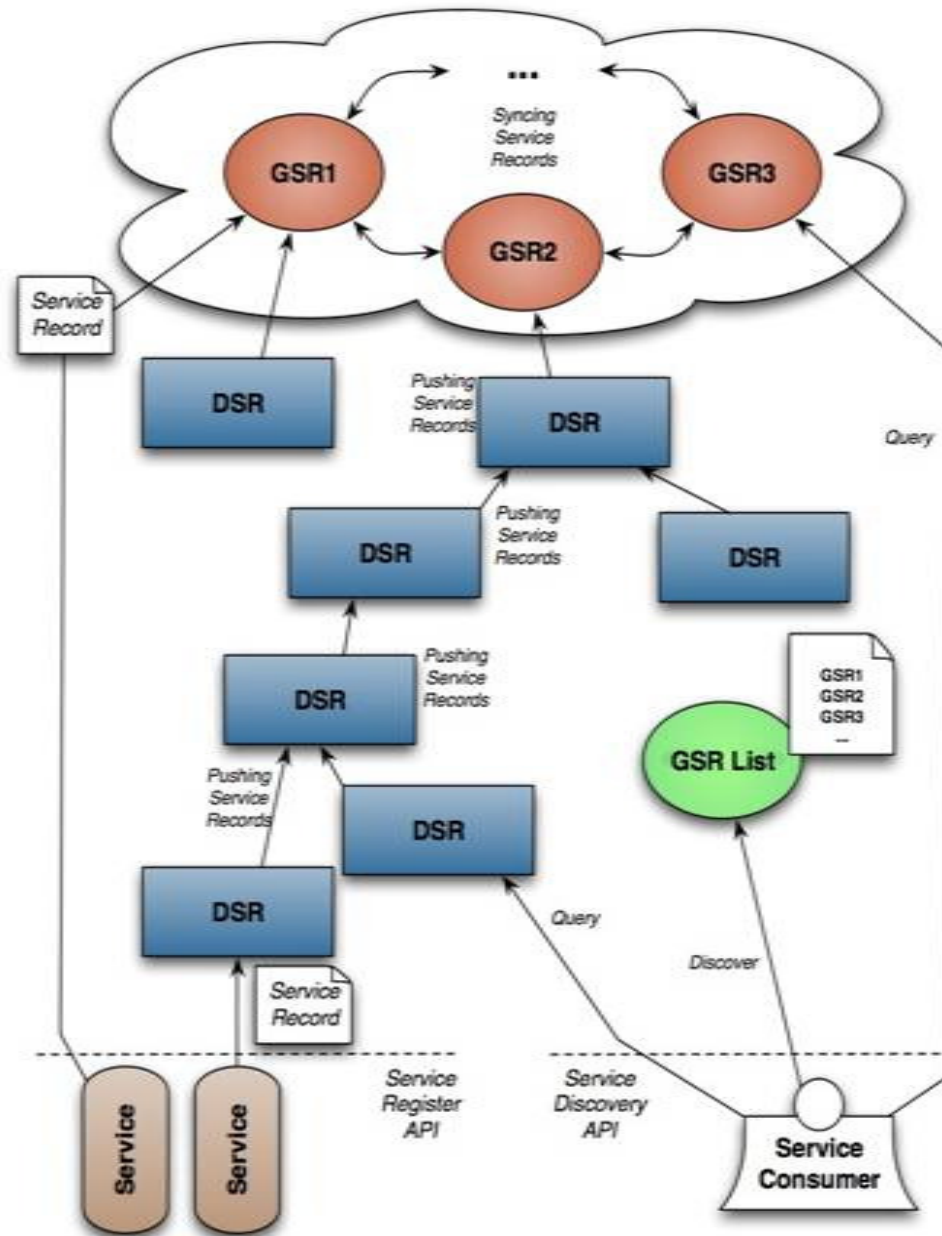 ...
Syncing
Service
Records
GSR1
GSR3
GSR2
Service
Record
DSR
Pushing
Service
Records
DSR
Query
DSR
Pushing
Service
Records
DSR
DSR
Pushing
Service
Records
GSR1
GSR2
GSR3
...
GSR List
Pushing
Service
Records
DSR
DSR
Query
Discover
Service
Record
Service
Register
API
Service
Discovery
API
Service
Service
Service
Consumer